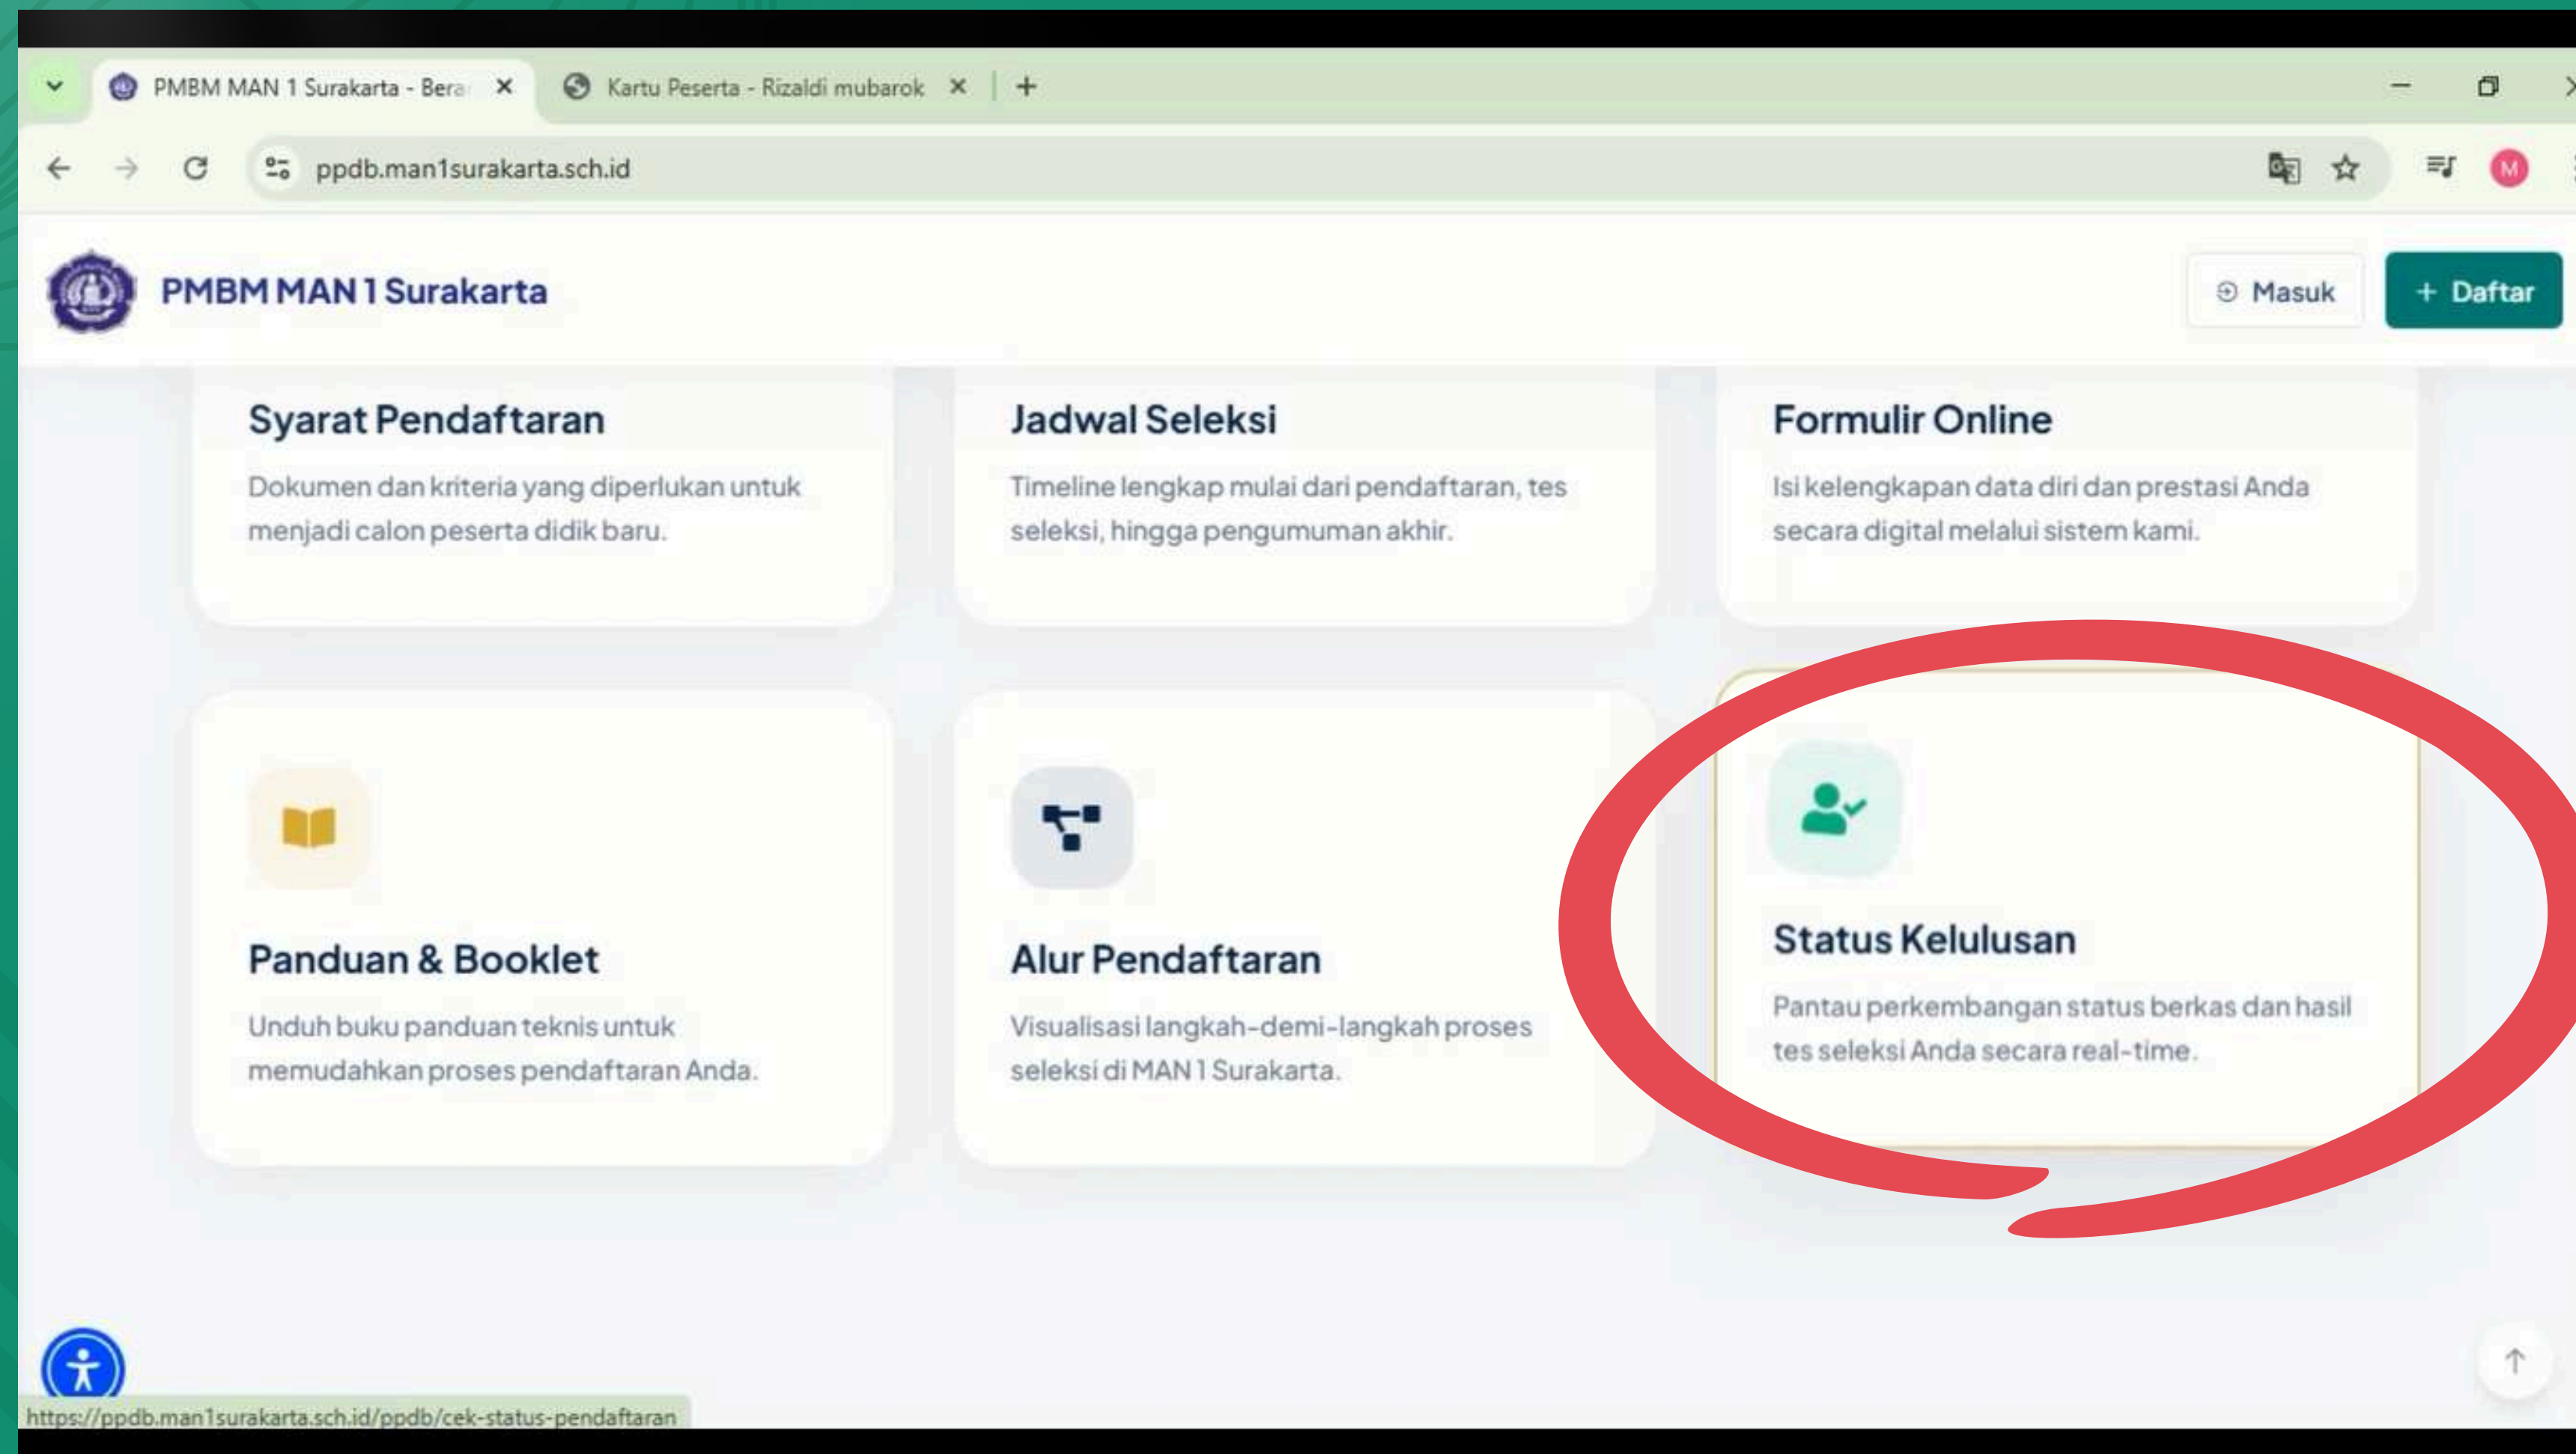 PMBM MAN 1 Surakarta - Bera
Kartu Peserta - Rizaldi mubarok
ppdb.man1surakarta.sch.id
M
PMBM MAN 1 Surakarta
Masuk
+ Daftar
Syarat Pendaftaran
Dokumen dan kriteria yang diperlukan untuk
menjadi calon peserta didik baru.
Jadwal Seleksi
Timeline lengkap mulai dari pendaftaran, tes
seleksi, hingga pengumuman akhir.
Formulir Online
Isi kelengkapan data diri dan prestasi Anda
secara digital melalui sistem kami.
Panduan & Booklet
Unduh buku panduan teknis untuk
memudahkan proses pendaftaran Anda.
Alur Pendaftaran
Visualisasi langkah-demi-langkah proses
seleksi di MAN 1 Surakarta.
Status Kelulusan
Pantau perkembangan status berkas dan hasil
tes seleksi Anda secara real-time.
https://ppdb.man1surakarta.sch.id/ppdb/cek-status-pendaftaran